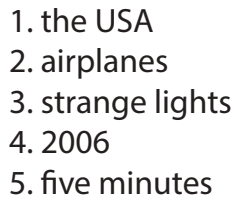 1. the USA
2. airplanes
3. strange lights
4. 2006
5. five minutes